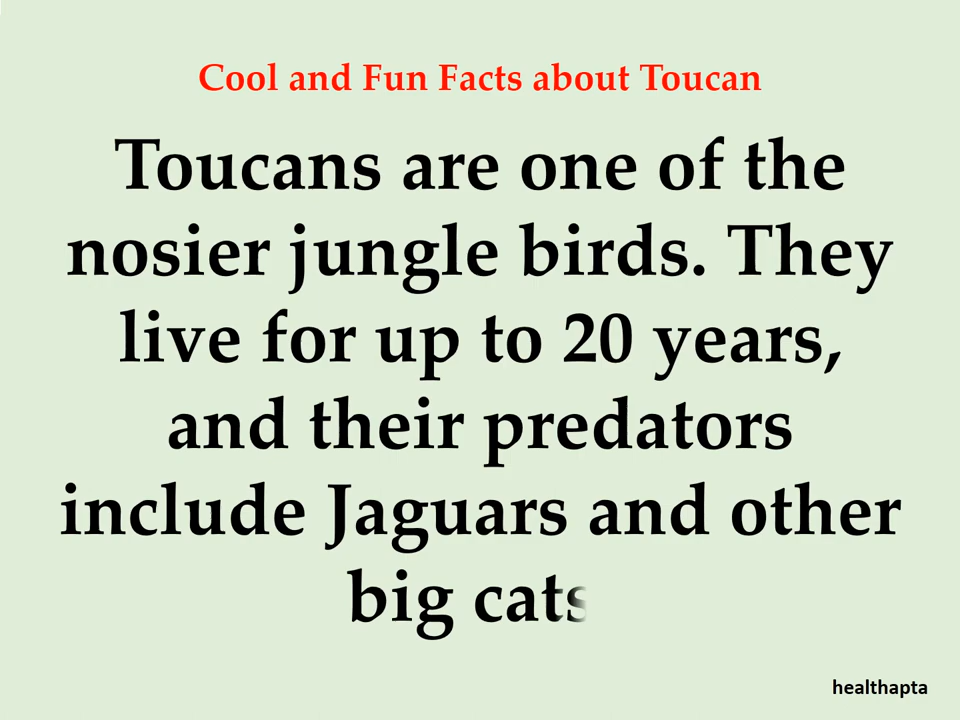 Cool and Fun Facts about Toucan
Toucans are one of the
nosier jungle birds. They
live for up to 20 years,
and their predators
include Jaguars and other
big cats
healthapta